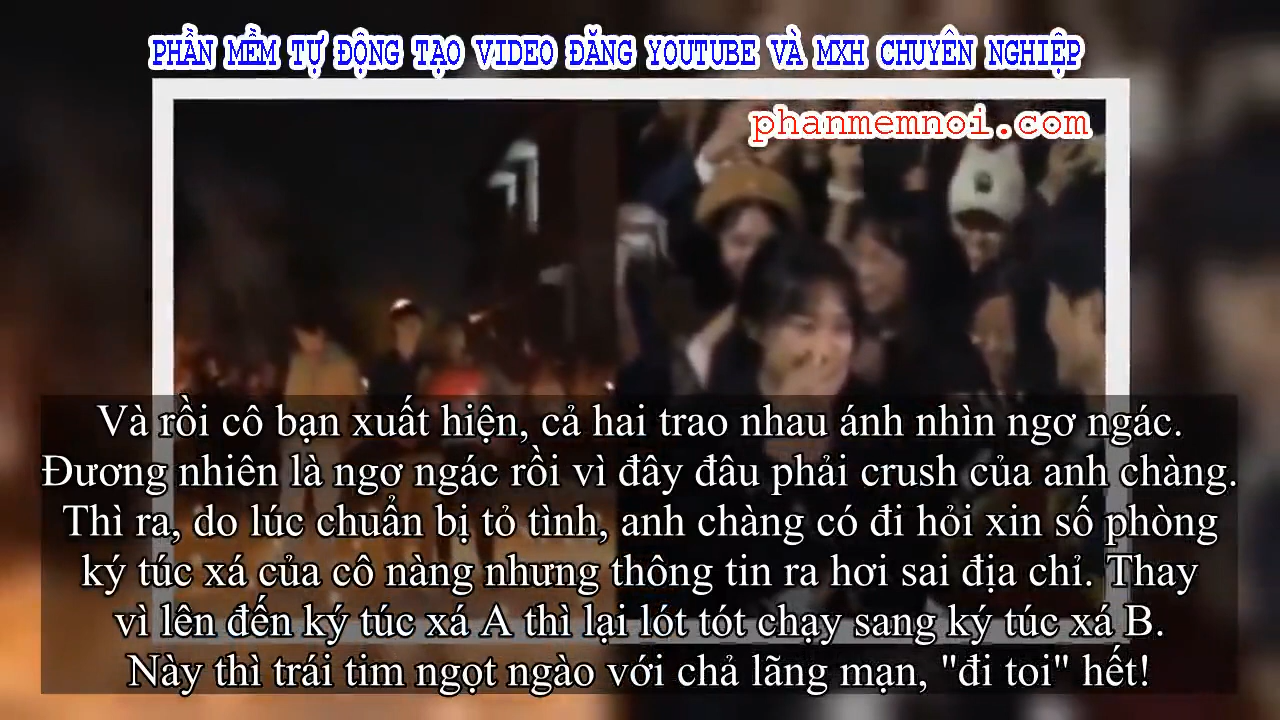 PHẦN MỀM TỰ ĐỘNG TẠO VIDEO ĐĂNG YOUTUBE VÀ MXH CHUYÊN NGHIỆP
phanmemnoi.com
Và rồi cô bạn xuất hiện, cả hai trao nhau ánh nhìn ngơ ngác.
Đương nhiên là ngơ ngác rồi vì đây đâu phải crush của anh chàng.
Thì ra, do lúc chuẩn bị tỏ tình, anh chàng có đi hỏi xin số phòng
ký túc xá của cô nàng nhưng thông tin ra hơi sai địa chỉ. Thay
vì lên đến ký túc xá A thì lại lót tót chạy sang ký túc xá B.
Này thì trái tim ngọt ngào với chả lãng mạn, "đi toi" hết!